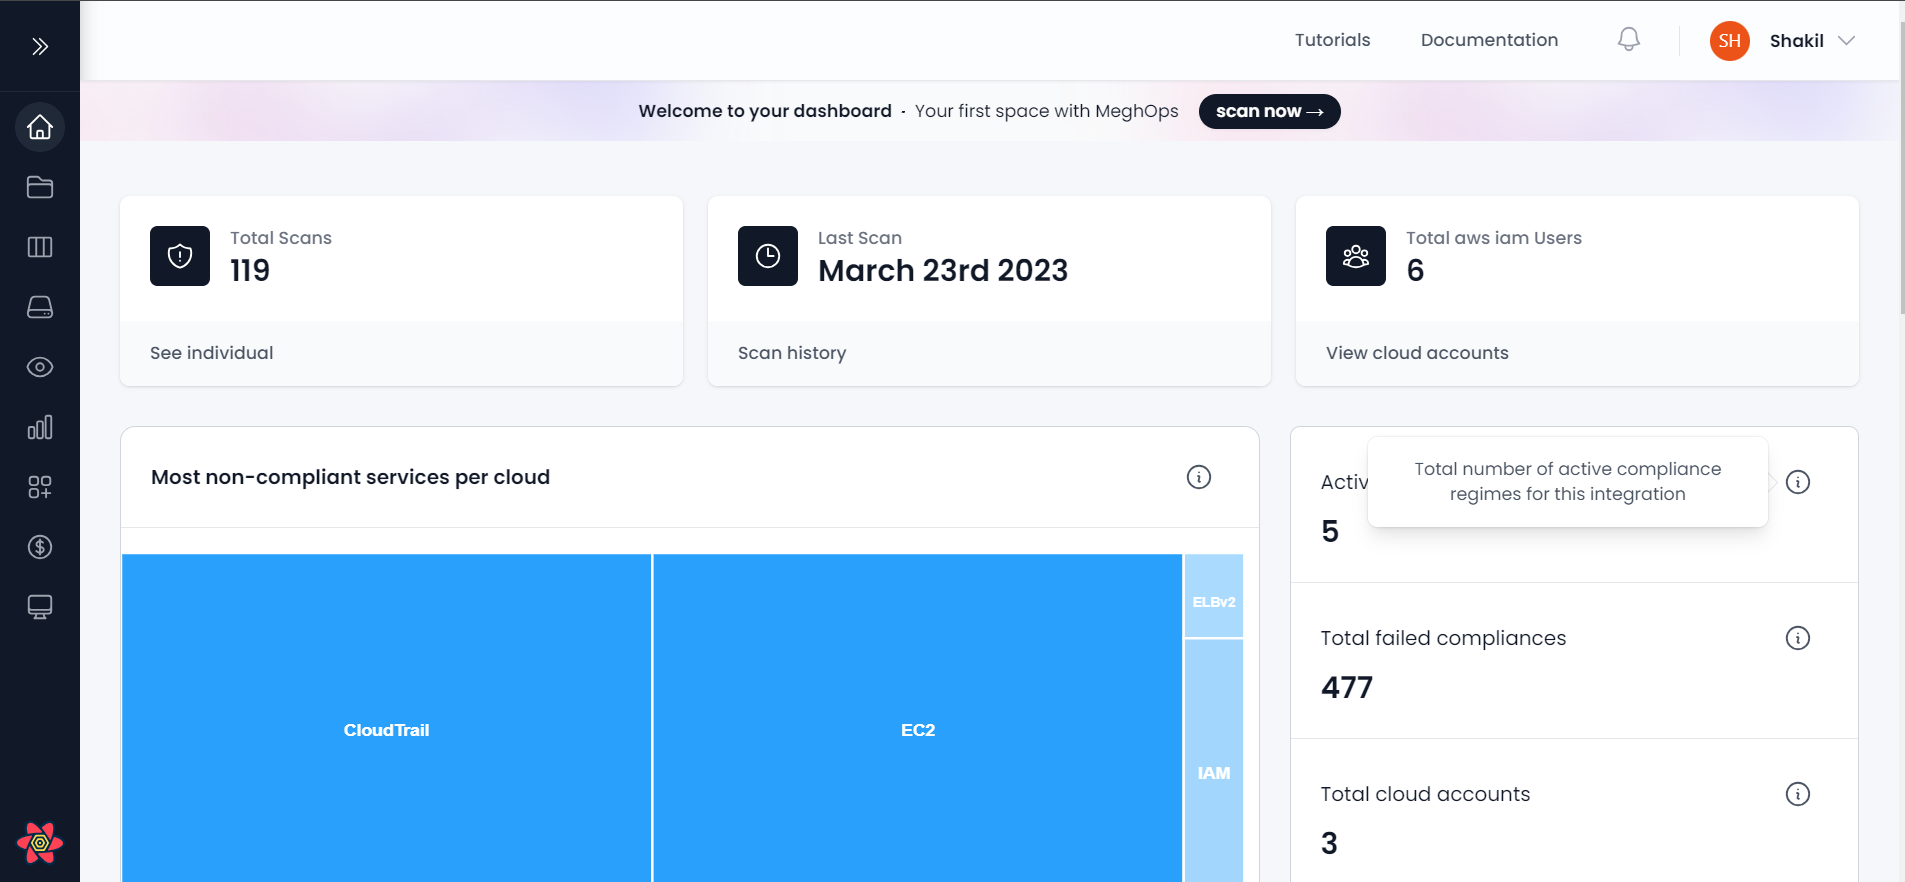 Tutorials
Documentation
SH
Shakil
Welcome to your dashboard · Your first space with MeghOps
scan now →
Total Scans
119
See individual
Last Scan
March 23rd 2023
Scan history
Total aws iam Users
6
View cloud accounts
Most non-compliant services per cloud
CloudTrail
EC2
ELBv2
IAM
Activ
Total number of active compliance
regimes for this integration
5
Total failed compliances
477
Total cloud accounts
3